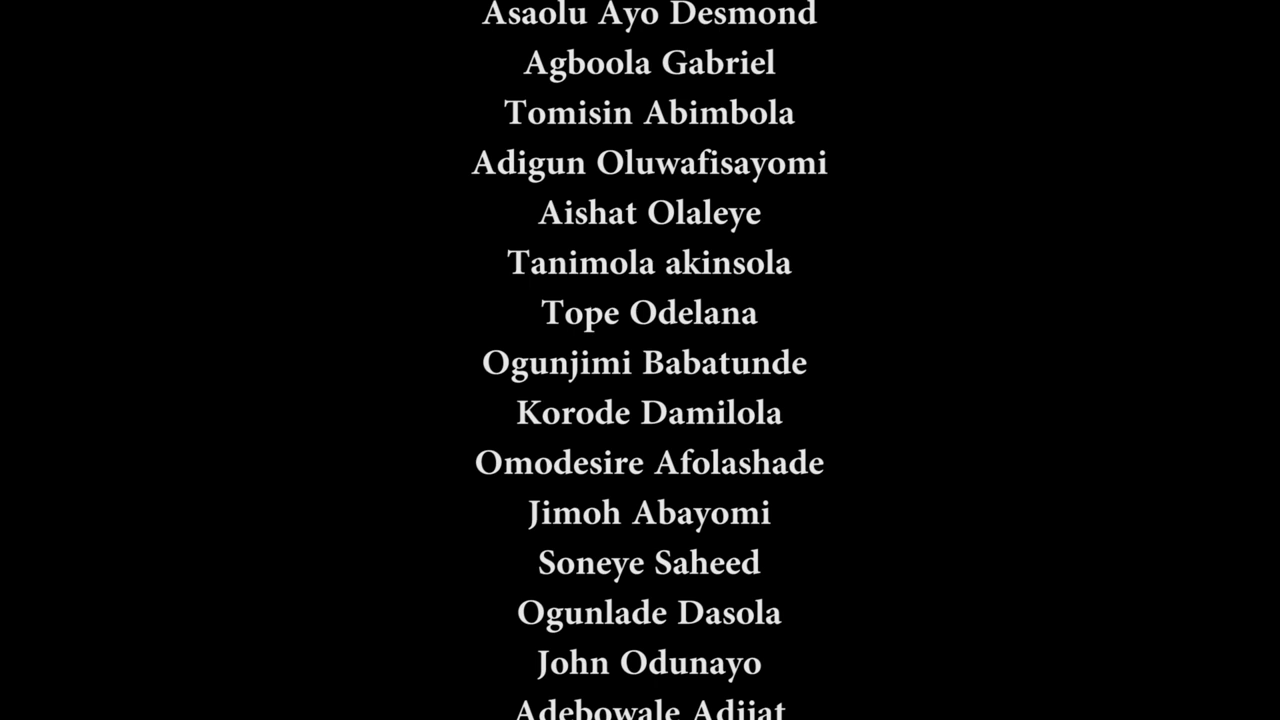 Asaolu Ayo Desmond
Agboola Gabriel
Tomisin Abimbola
Adigun Oluwafisayomi
Aishat Olaleye
Tanimola akinsola
Tope Odelana
Ogunjimi Babatunde
Korode Damilola
Omodesire Afolashade
Jimoh Abayomi
Soneye Saheed
Ogunlade Dasola
John Odunayo
Adebowale Adijat